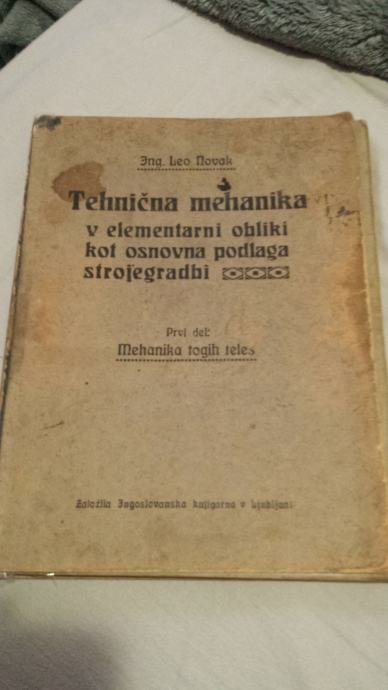 Ing. Leo Novak
Tehnična mehanika
v elementarni obliki
kot osnovna podlaga
strojegradbi
Prvi del:
Mehanika togih teles
Založila Jugoslovanska knjigarna v Ljubljani